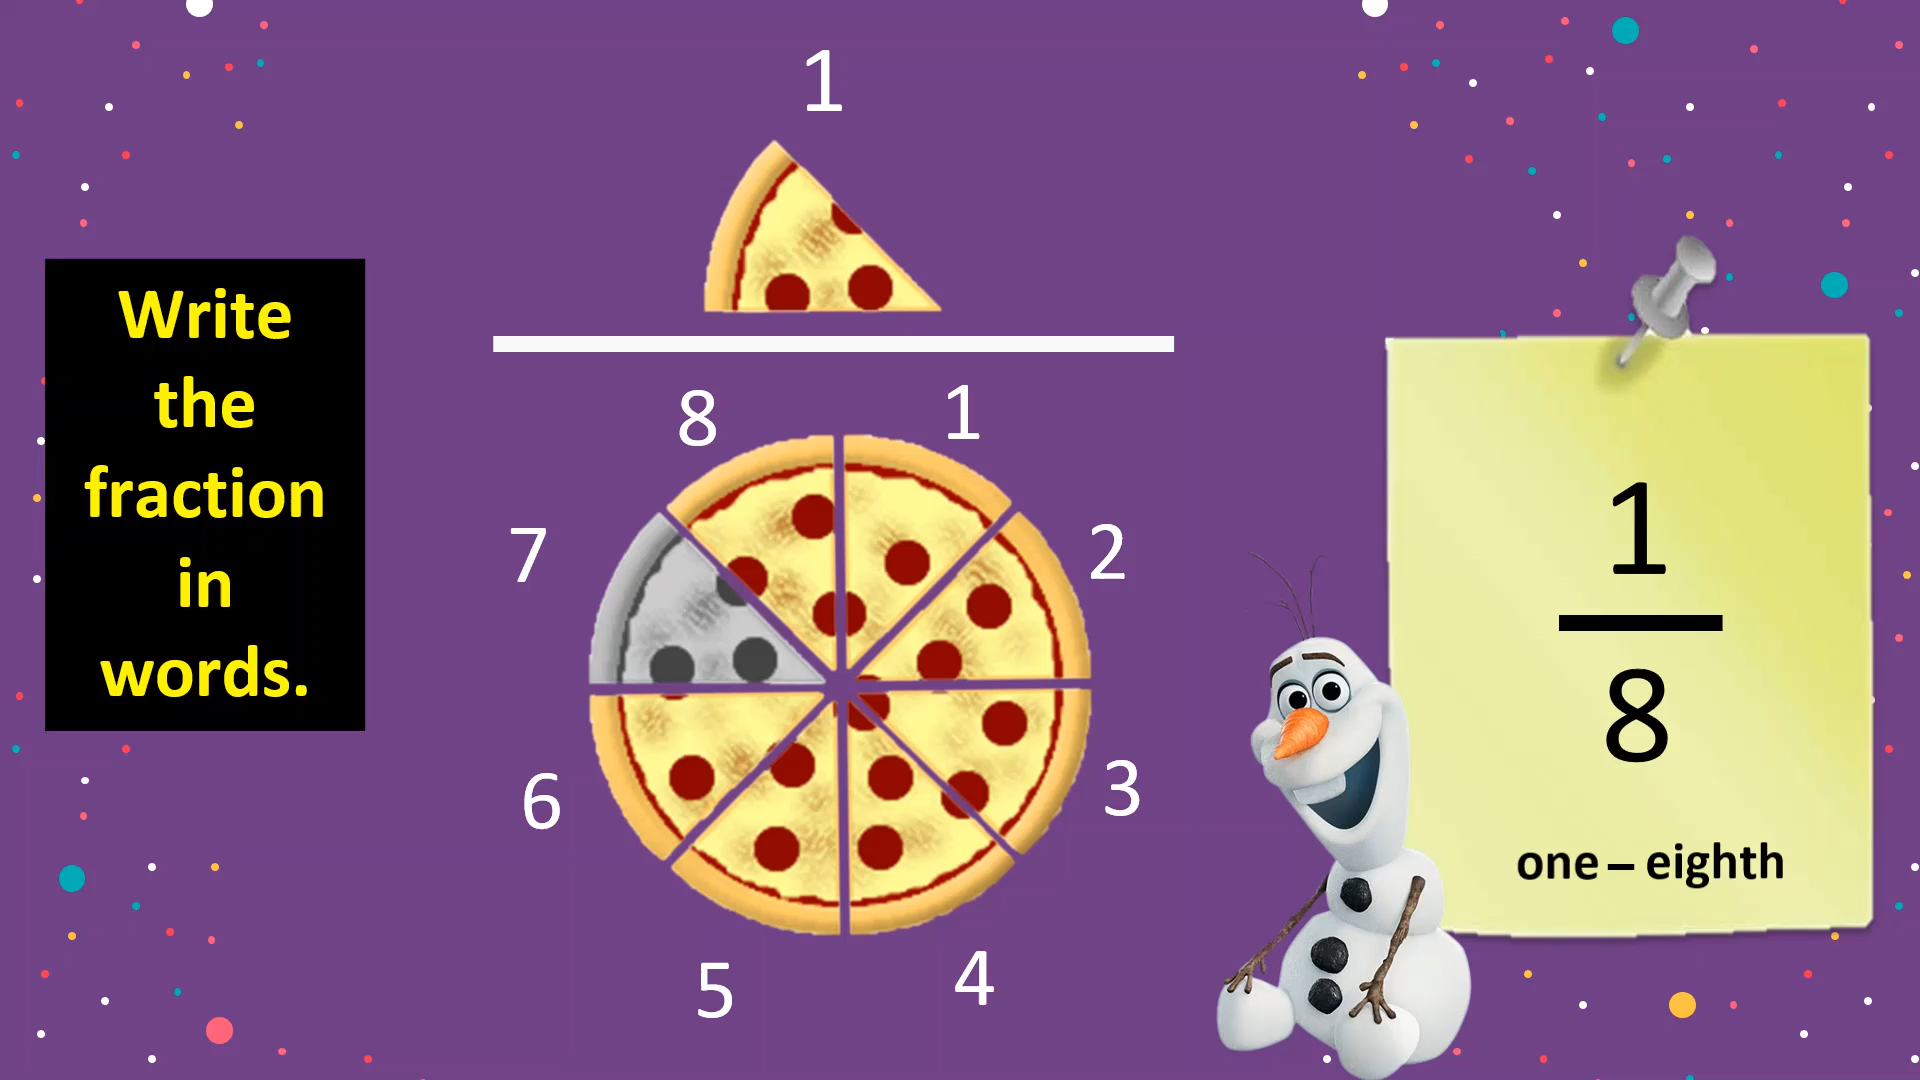 Write
the
fraction
in
words.
1
8
1
2
3
4
5
6
7
1
8
one – eighth